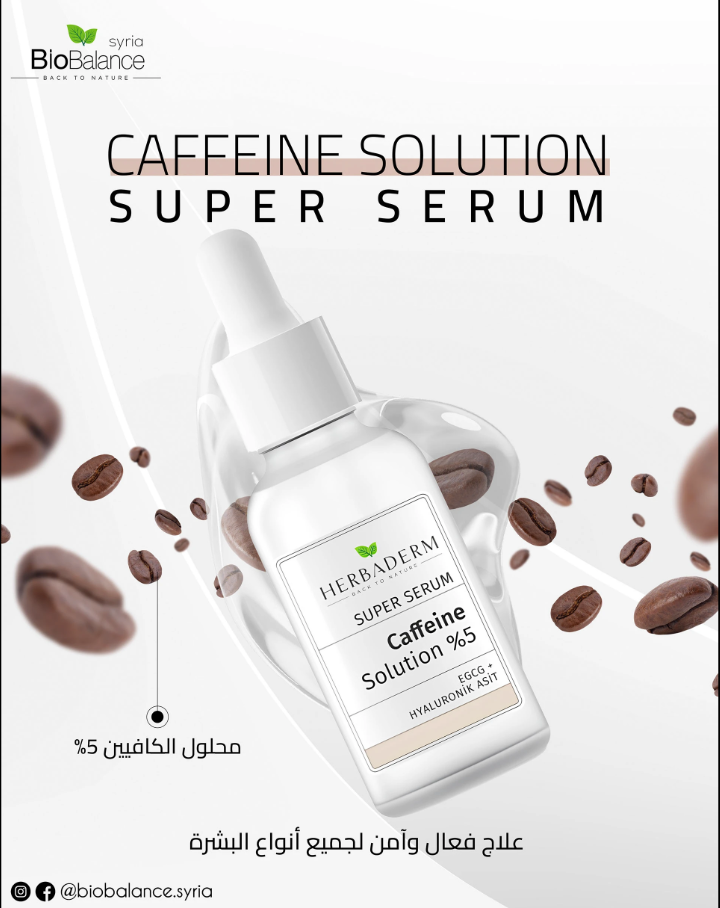 syria
BioBalance
BACK TO NATURE
CAFFEINE SOLUTION
SUPER SERUM
HERBADERM
BACK TO NATURE
SUPER SERUM
Caffeine
Solution %5
EGCG +
HYALURONİK ASİT
محلول الكافيين 5%
علاج فعال وآمن لجميع أنواع البشرة
@biobalance.syria